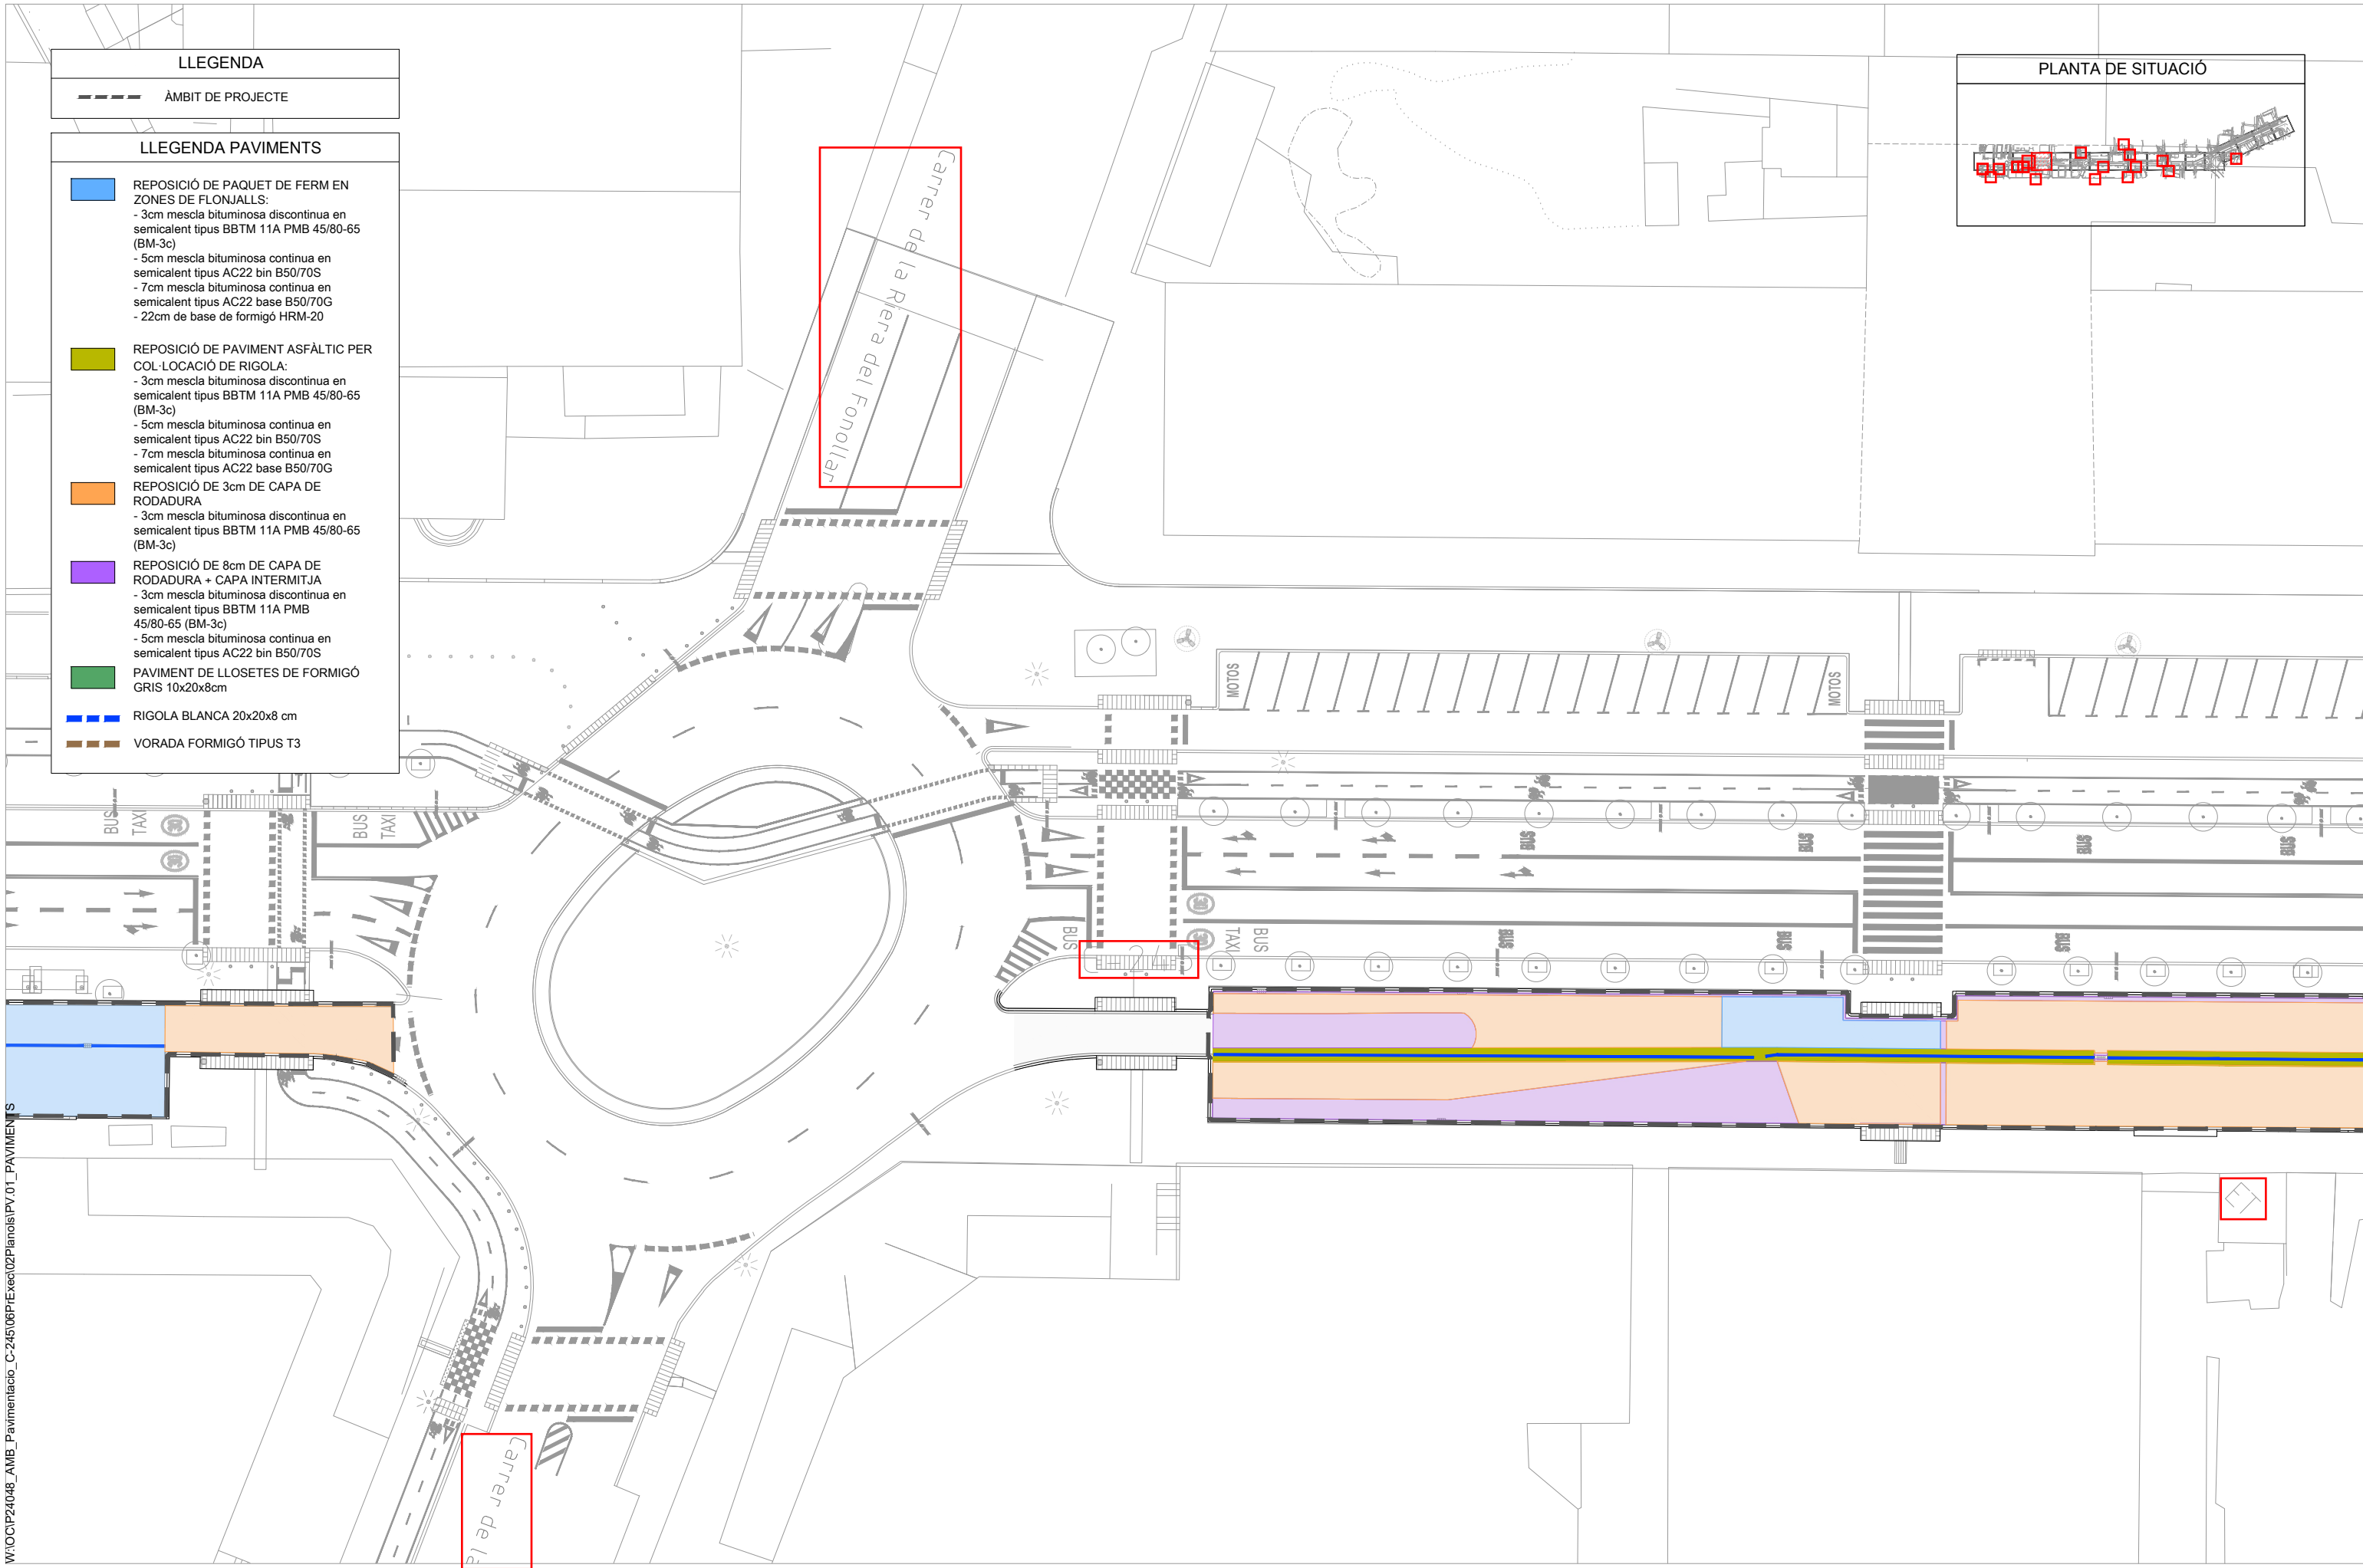 LLEGENDA
ÀMBIT DE PROJECTE
LLEGENDA PAVIMENTS
REPOSICIÓ DE PAQUET DE FERM EN
ZONES DE FLONJALLS:
- 3cm mescla bituminosa discontinua en
semicalent tipus BBTM 11A PMB 45/80-65
(BM-3c)
- 5cm mescla bituminosa continua en
semicalent tipus AC22 bin B50/70S
- 7cm mescla bituminosa continua en
semicalent tipus AC22 base B50/70G
- 22cm de base de formigó HRM-20
REPOSICIÓ DE PAVIMENT ASFÀLTIC PER
COL·LOCACIÓ DE RIGOLA:
- 3cm mescla bituminosa discontinua en
semicalent tipus BBTM 11A PMB 45/80-65
(BM-3c)
- 5cm mescla bituminosa continua en
semicalent tipus AC22 bin B50/70S
- 7cm mescla bituminosa continua en
semicalent tipus AC22 base B50/70G
REPOSICIÓ DE 3cm DE CAPA DE
RODADURA
- 3cm mescla bituminosa discontinua en
semicalent tipus BBTM 11A PMB 45/80-65
(BM-3c)
REPOSICIÓ DE 8cm DE CAPA DE
RODADURA + CAPA INTERMITJA
- 3cm mescla bituminosa discontinua en
semicalent tipus BBTM 11A PMB
45/80-65 (BM-3c)
- 5cm mescla bituminosa continua en
semicalent tipus AC22 bin B50/70S
PAVIMENT DE LLOSETES DE FORMIGÓ
GRIS 10x20x8cm
RIGOLA BLANCA 20x20x8 cm
VORADA FORMIGÓ TIPUS T3
PLANTA DE SITUACIÓ
Carrer de la Riera del Fonollar
MOTOS
MOTOS
BUS
TAXI
BUS
TAXI
BUS
BUS
BUS
BUS
BUS
TAXI
BUS
BUS
BUS
BUS
Carrer de la
W:\OC\P24048_AMB_Pavimentacio_C-245\06PrExec\02Planols\PV.01_PAVIMENTS